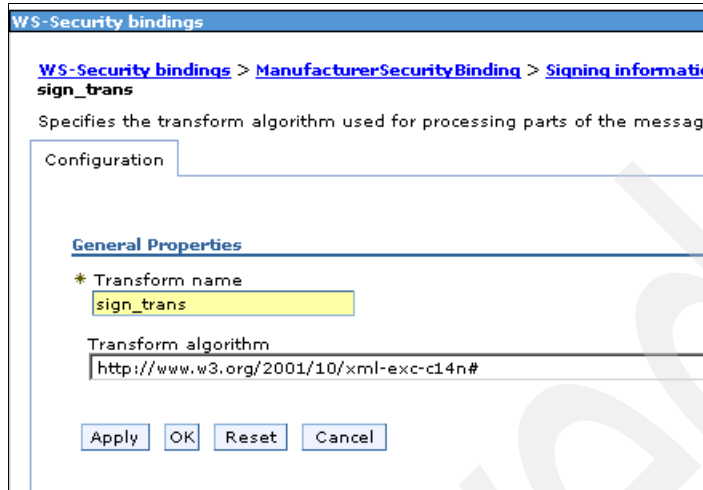 WS-Security bindings
WS-Security bindings > ManufacturerSecurityBinding > Signing informati
sign_trans
Specifies the transform algorithm used for processing parts of the messag
Configuration
General Properties
* Transform name
sign_trans
Transform algorithm
http://www.w3.org/2001/10/xml-exc-c14n#
Apply OK Reset Cancel